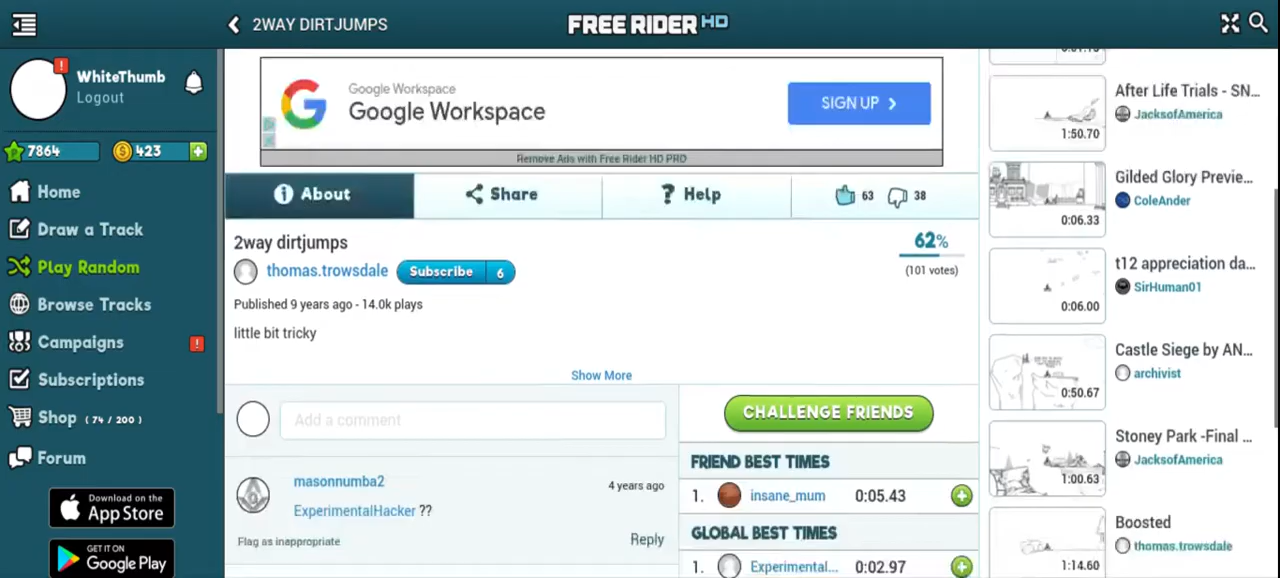 2WAY DIRTJUMPS
FREE RIDER HD
!
WhiteThumb
Logout
7864
423
Home
Draw a Track
Play Random
Browse Tracks
Campaigns !
Subscriptions
Shop ( 74 / 200 )
Forum
Download on the
App Store
GET IT ON
Google Play
Google Workspace
Google Workspace
SIGN UP
Remove Ads with Free Rider HD PRO
About
Share
Help
63
38
2way dirtjumps
thomas.trowsdale
Subscribe 6
62%
(101 votes)
Published 9 years ago - 14.0k plays
little bit tricky
Show More
Add a comment
masonnumba2
4 years ago
ExperimentalHacker ??
Flag as inappropriate
Reply
CHALLENGE FRIENDS
FRIEND BEST TIMES
1. insane_mum 0:05.43
GLOBAL BEST TIMES
1. Experimental... 0:02.97
After Life Trials - SN...
JacksofAmerica
1:50.70
Gilded Glory Previe...
ColeAnder
0:06.33
t12 appreciation da...
SirHuman01
0:06.00
Castle Siege by AN...
archivist
0:50.67
Stoney Park -Final ...
JacksofAmerica
1:00.63
Boosted
thomas.trowsdale
1:14.60